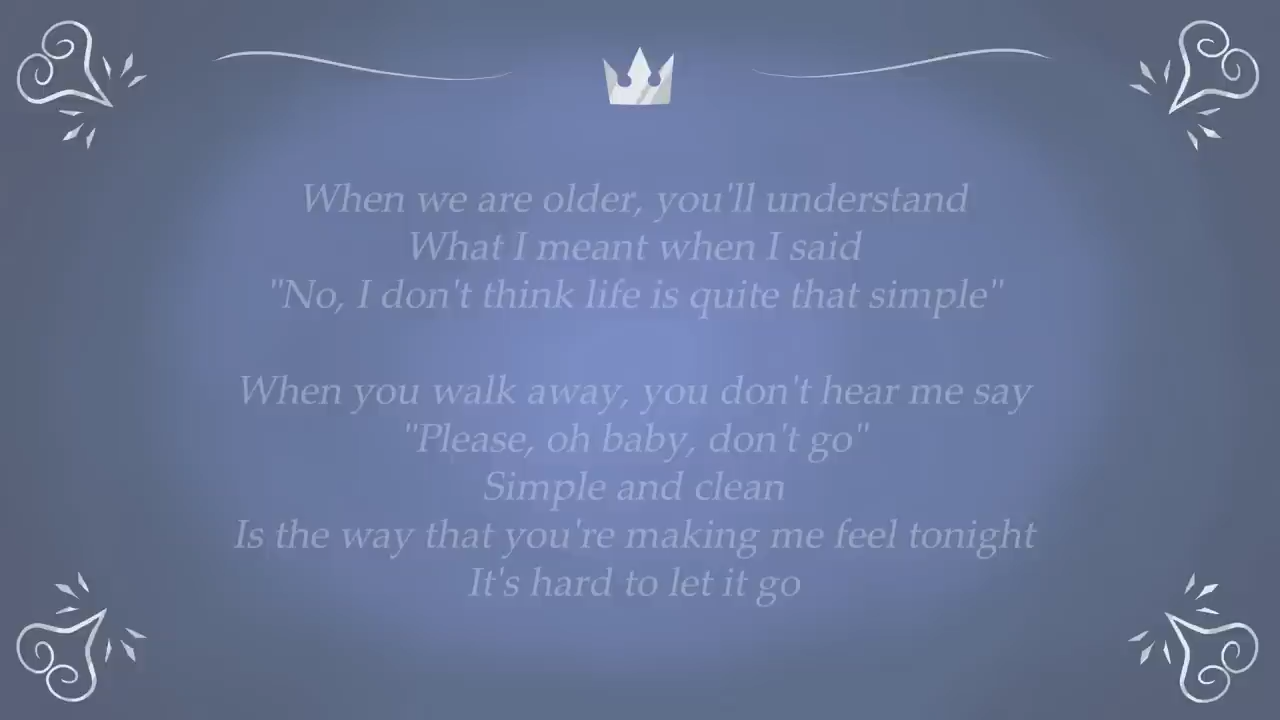 When we are older, you'll understand
What I meant when I said
"No, I don't think life is quite that simple"
When you walk away, you don't hear me say
"Please, oh baby, don't go"
Simple and clean
Is the way that you're making me feel tonight
It's hard to let it go